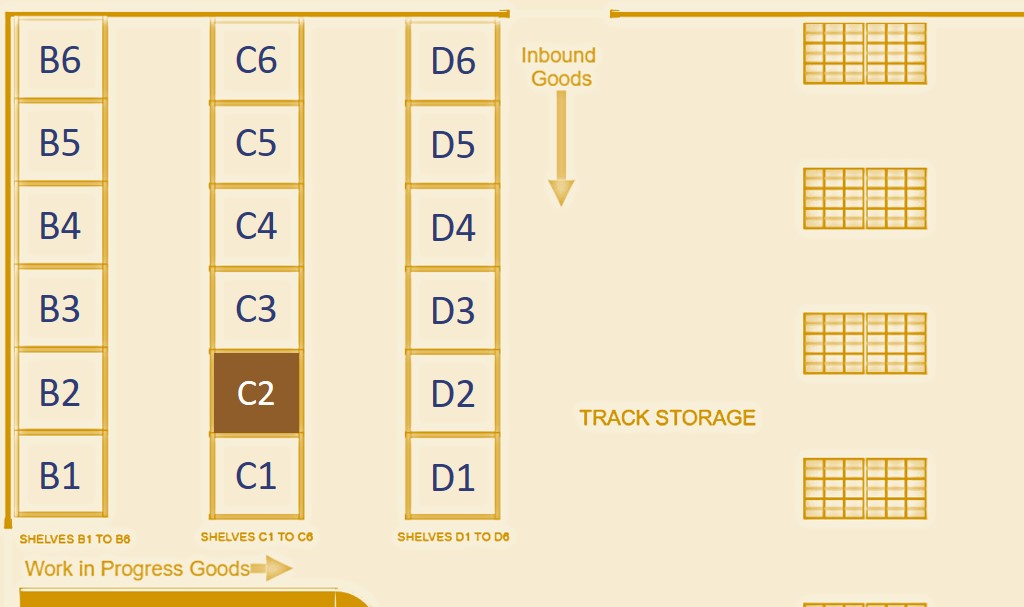 B6 C6 D6 Inbound
Goods
B5 C5 D5
B4 C4 D4
B3 C3 D3
B2 C2 D2
TRACK STORAGE
B1 C1 D1
SHELVES B1 TO B6 SHELVES C1 TO C6 SHELVES D1 TO D6
Work in Progress Goods